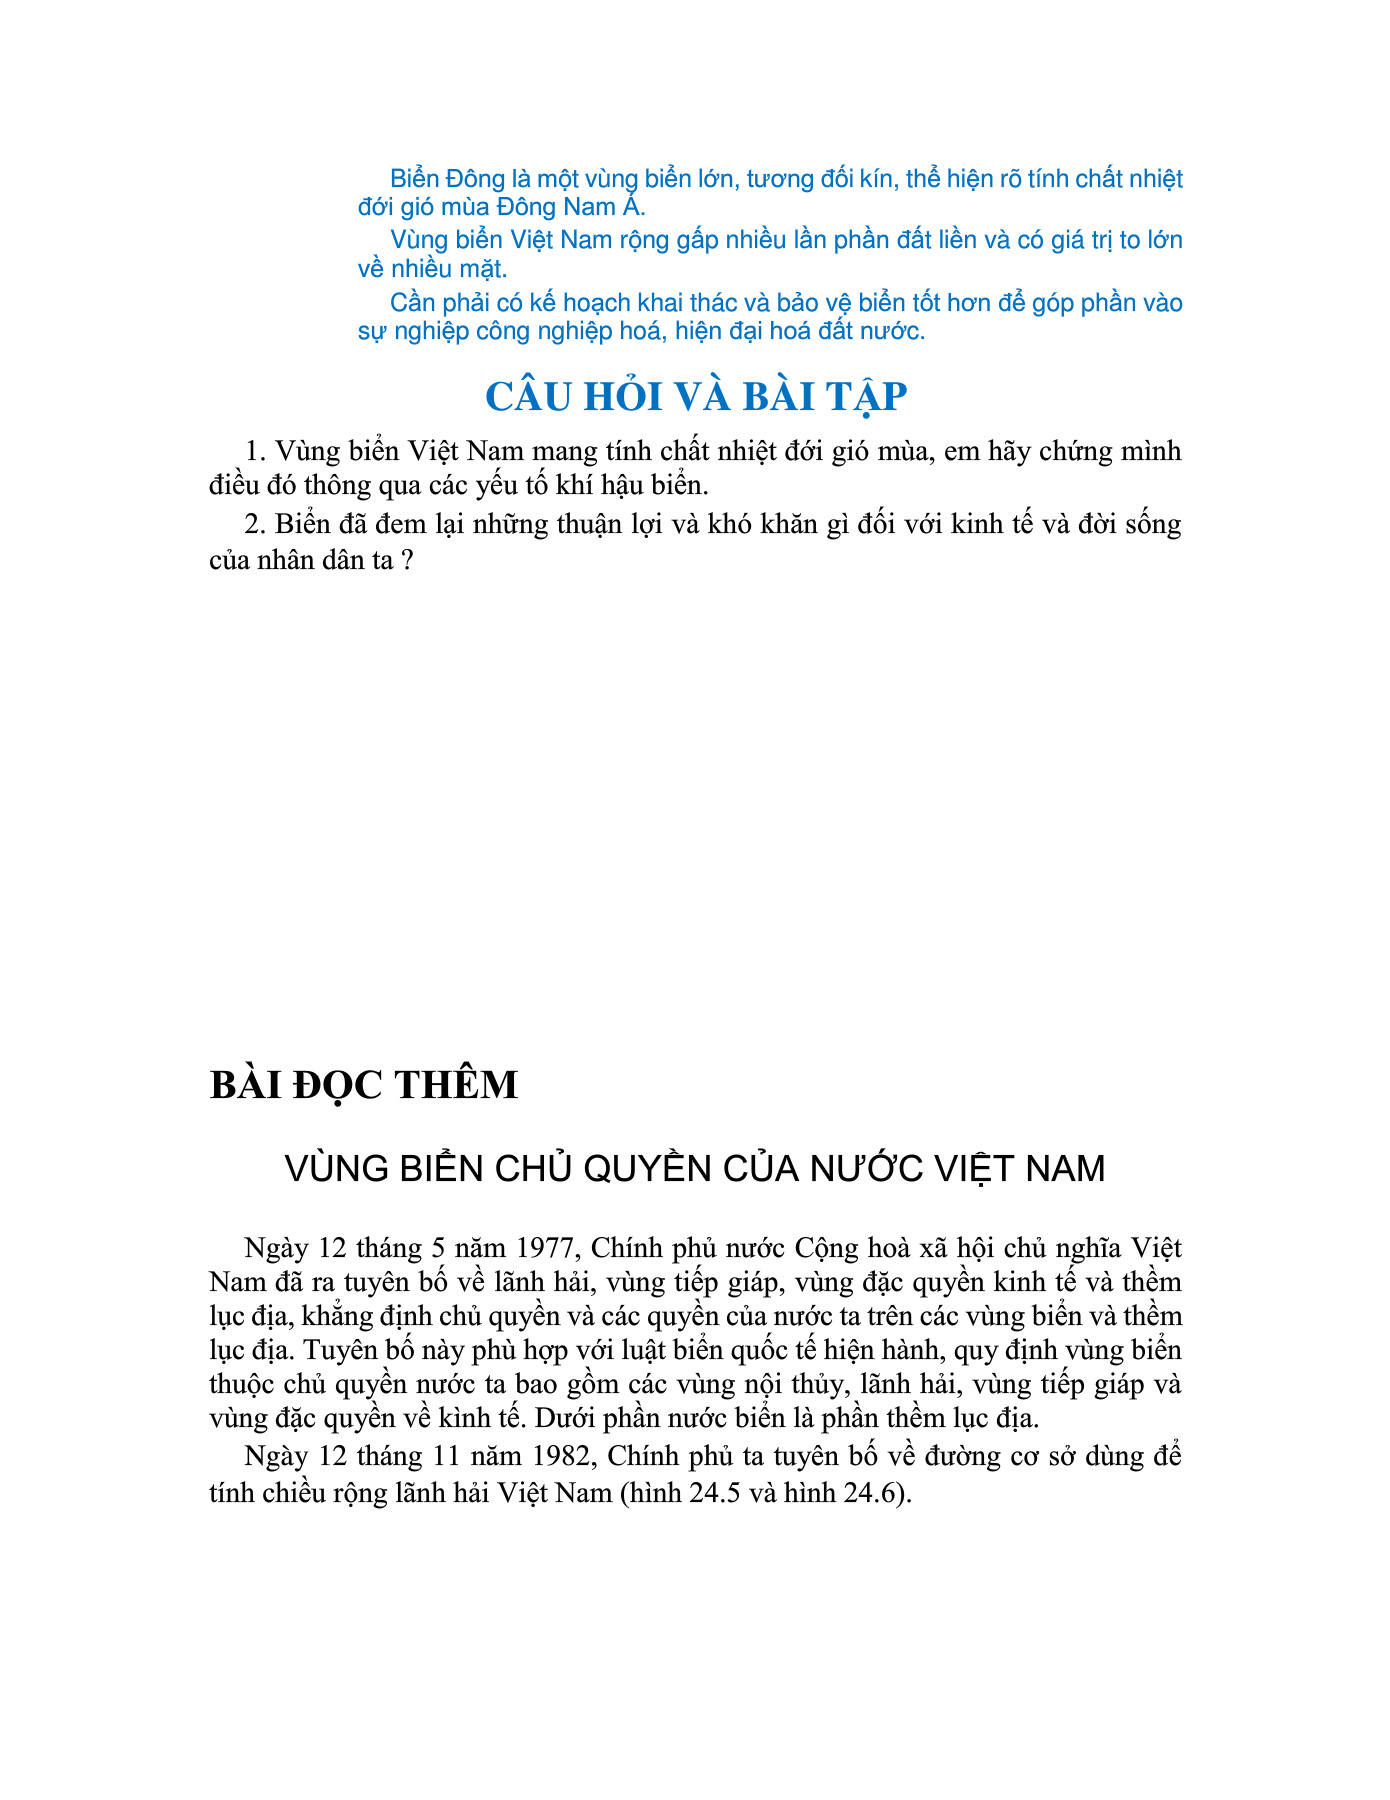 Biển Đông là một vùng biển lớn, tương đối kín, thể hiện rõ tính chất nhiệt
đới gió mùa Đông Nam Á.
Vùng biển Việt Nam rộng gấp nhiều lần phần đất liền và có giá trị to lớn
về nhiều mặt.
Cần phải có kế hoạch khai thác và bảo vệ biển tốt hơn để góp phần vào
sự nghiệp công nghiệp hoá, hiện đại hoá đất nước.
CÂU HỎI VÀ BÀI TẬP
1. Vùng biển Việt Nam mang tính chất nhiệt đới gió mùa, em hãy chứng mình
điều đó thông qua các yếu tố khí hậu biển.
2. Biển đã đem lại những thuận lợi và khó khăn gì đối với kinh tế và đời sống
của nhân dân ta ?
BÀI ĐỌC THÊM
VÙNG BIỂN CHỦ QUYỀN CỦA NƯỚC VIỆT NAM
Ngày 12 tháng 5 năm 1977, Chính phủ nước Cộng hoà xã hội chủ nghĩa Việt
Nam đã ra tuyên bố về lãnh hải, vùng tiếp giáp, vùng đặc quyền kinh tế và thềm
lục địa, khẳng định chủ quyền và các quyền của nước ta trên các vùng biển và thềm
lục địa. Tuyên bố này phù hợp với luật biển quốc tế hiện hành, quy định vùng biển
thuộc chủ quyền nước ta bao gồm các vùng nội thủy, lãnh hải, vùng tiếp giáp và
vùng đặc quyền về kình tế. Dưới phần nước biển là phần thềm lục địa.
Ngày 12 tháng 11 năm 1982, Chính phủ ta tuyên bố về đường cơ sở dùng để
tính chiều rộng lãnh hải Việt Nam (hình 24.5 và hình 24.6).